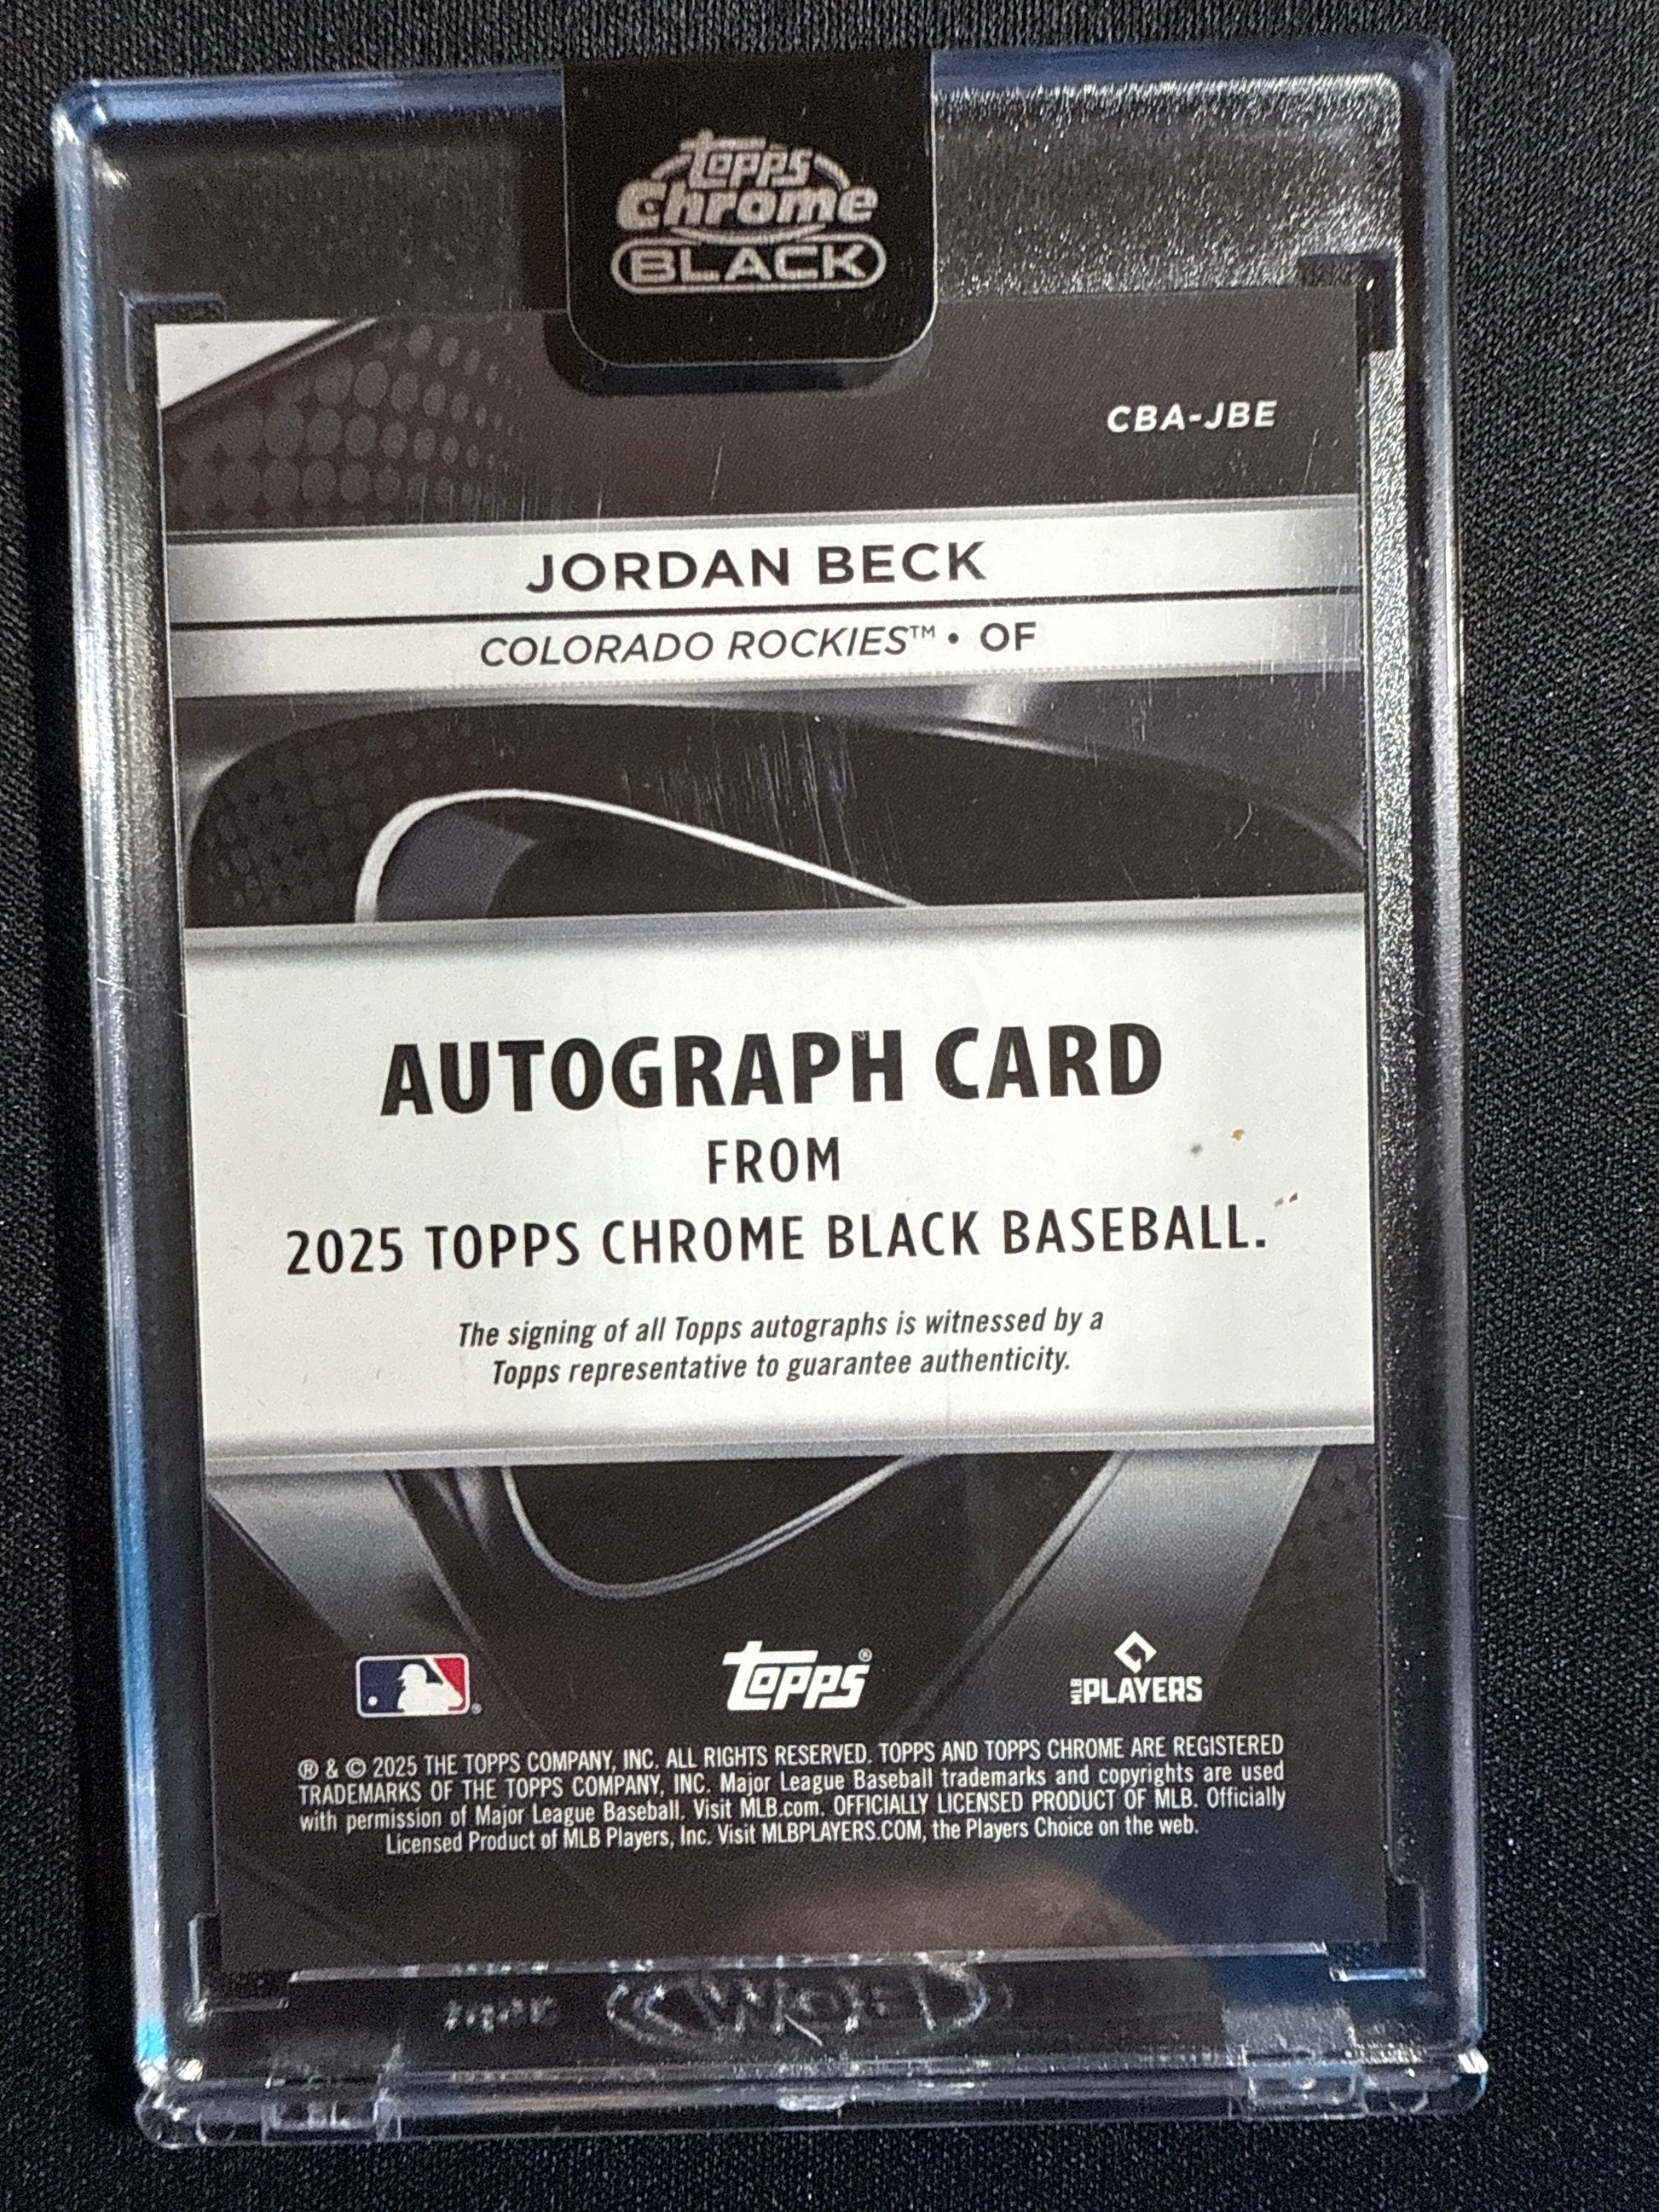 Topps
Chrome
BLACK
CBA-JBE
JORDAN BECK
COLORADO ROCKIES™ • OF
AUTOGRAPH CARD
FROM
2025 TOPPS CHROME BLACK BASEBALL.
The signing of all Topps autographs is witnessed by a
Topps representative to guarantee authenticity.
Topps®
MLB PLAYERS
® & © 2025 THE TOPPS COMPANY, INC. ALL RIGHTS RESERVED. TOPPS AND TOPPS CHROME ARE REGISTERED
TRADEMARKS OF THE TOPPS COMPANY, INC. Major League Baseball trademarks and copyrights are used
with permission of Major League Baseball. Visit MLB.com. OFFICIALLY LICENSED PRODUCT OF MLB. Officially
Licensed Product of MLB Players, Inc. Visit MLBPLAYERS.COM, the Players Choice on the web.